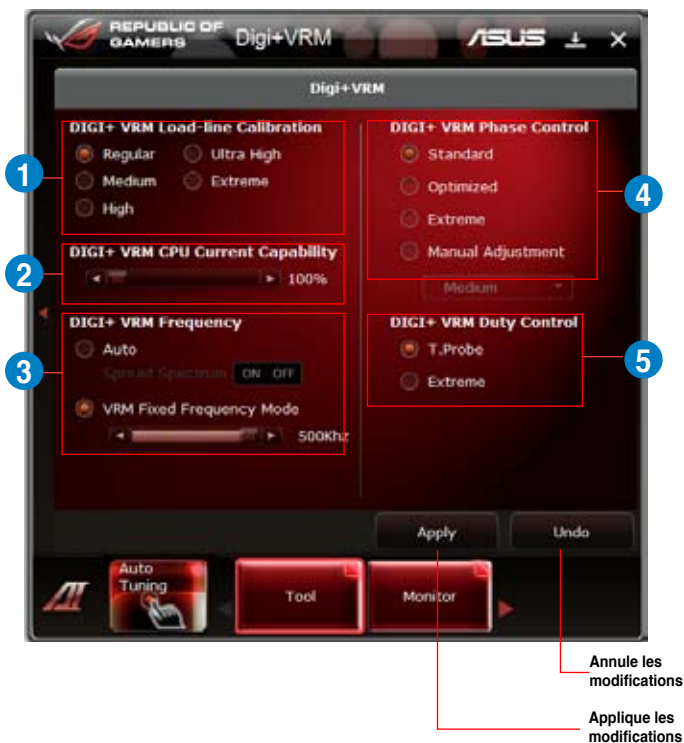 REPUBLIC OF
GAMERS
Digi+VRM
ASUS
Digi+VRM
DIGI+ VRM Load-line Calibration
Regular
Ultra High
Medium
Extreme
High
1
DIGI+ VRM CPU Current Capability
100%
2
DIGI+ VRM Frequency
Auto
Spread Spectrum
ON
OFF
VRM Fixed Frequency Mode
500Khz
3
DIGI+ VRM Phase Control
Standard
Optimized
Extreme
Manual Adjustment
Medium
4
DIGI+ VRM Duty Control
T.Probe
Extreme
5
Apply
Undo
Auto
Tuning
Tool
Monitor
Annule les
modifications
Applique les
modifications